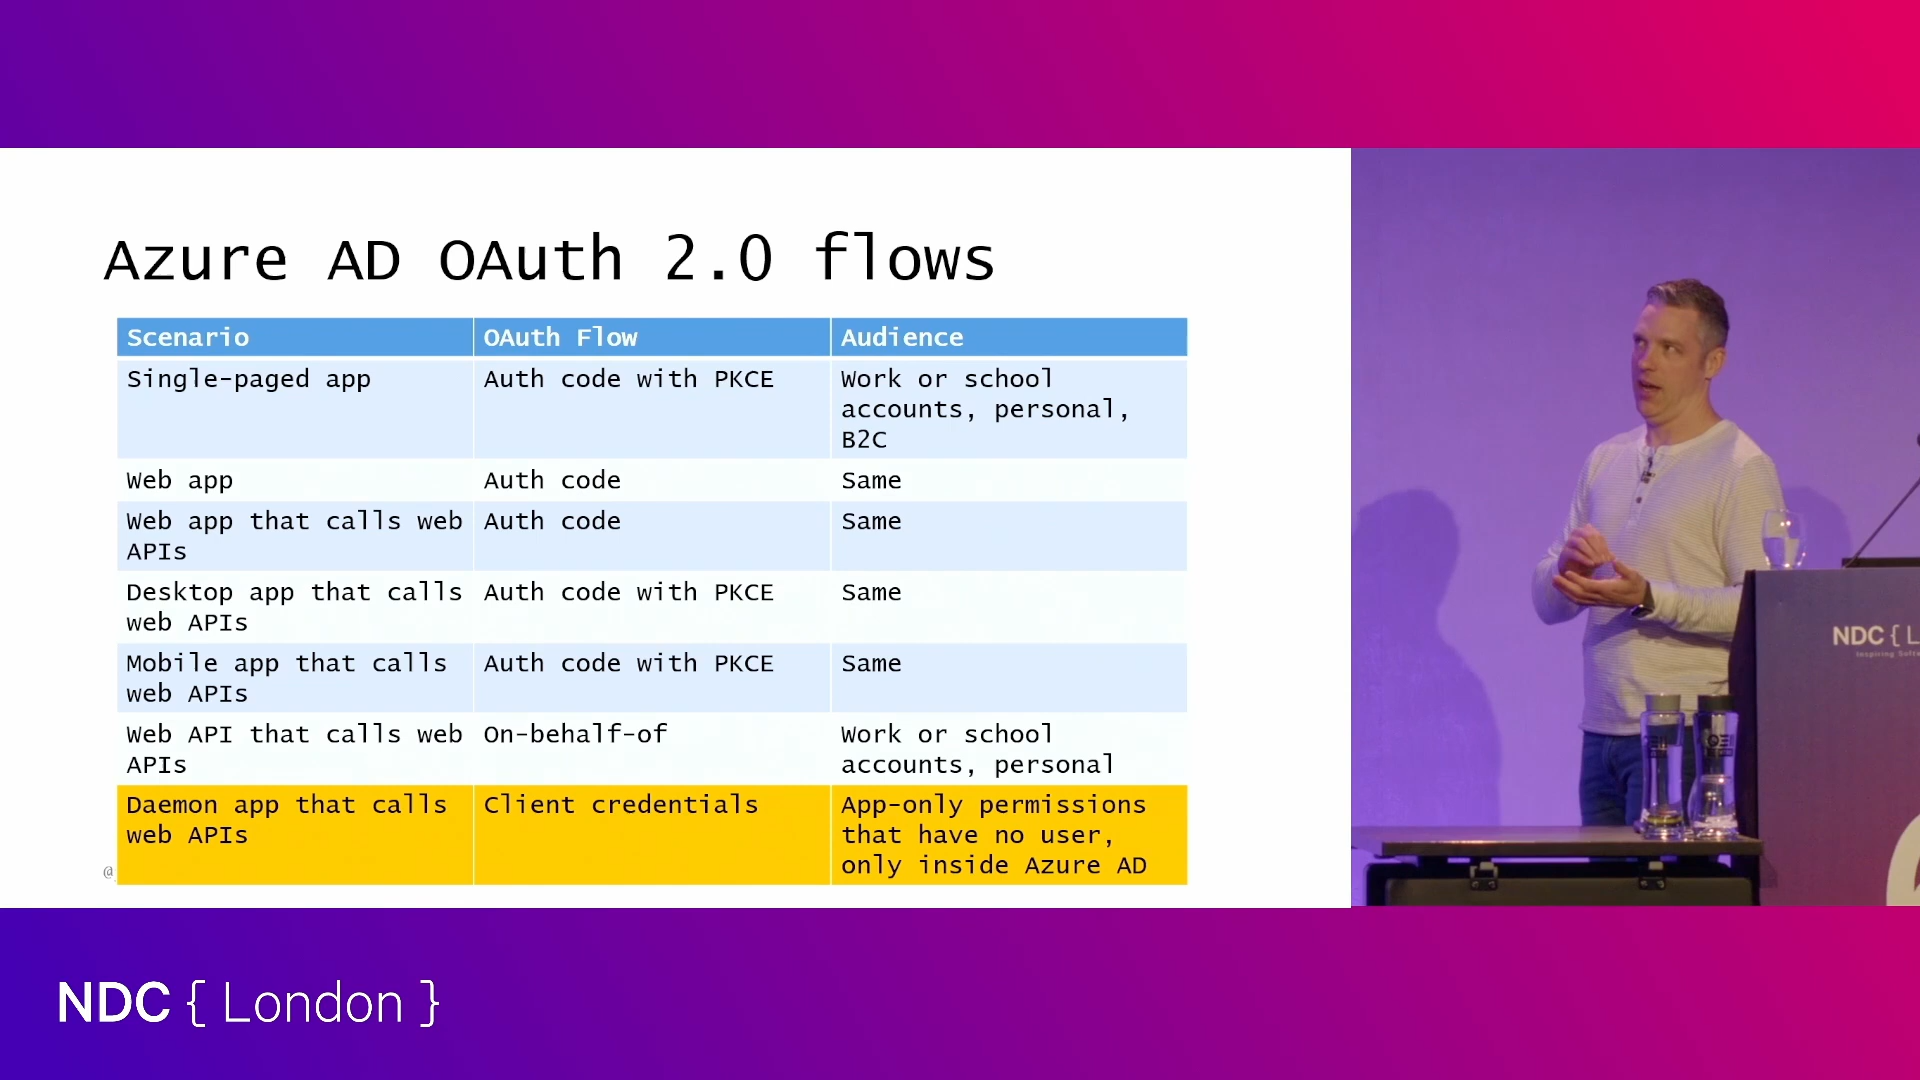 Azure AD OAuth 2.0 flows
Scenario OAuth Flow Audience
Single-paged app Auth code with PKCE Work or school
accounts, personal,
B2C
Web app Auth code Same
Web app that calls web Auth code Same
APIs
Desktop app that calls Auth code with PKCE Same
web APIs
Mobile app that calls Auth code with PKCE Same
web APIs
Web API that calls web On-behalf-of Work or school
APIs accounts, personal
Daemon app that calls Client credentials App-only permissions
web APIs that have no user,
only inside Azure AD
@
NDC { L
Inspiring Softw
NDC { London }